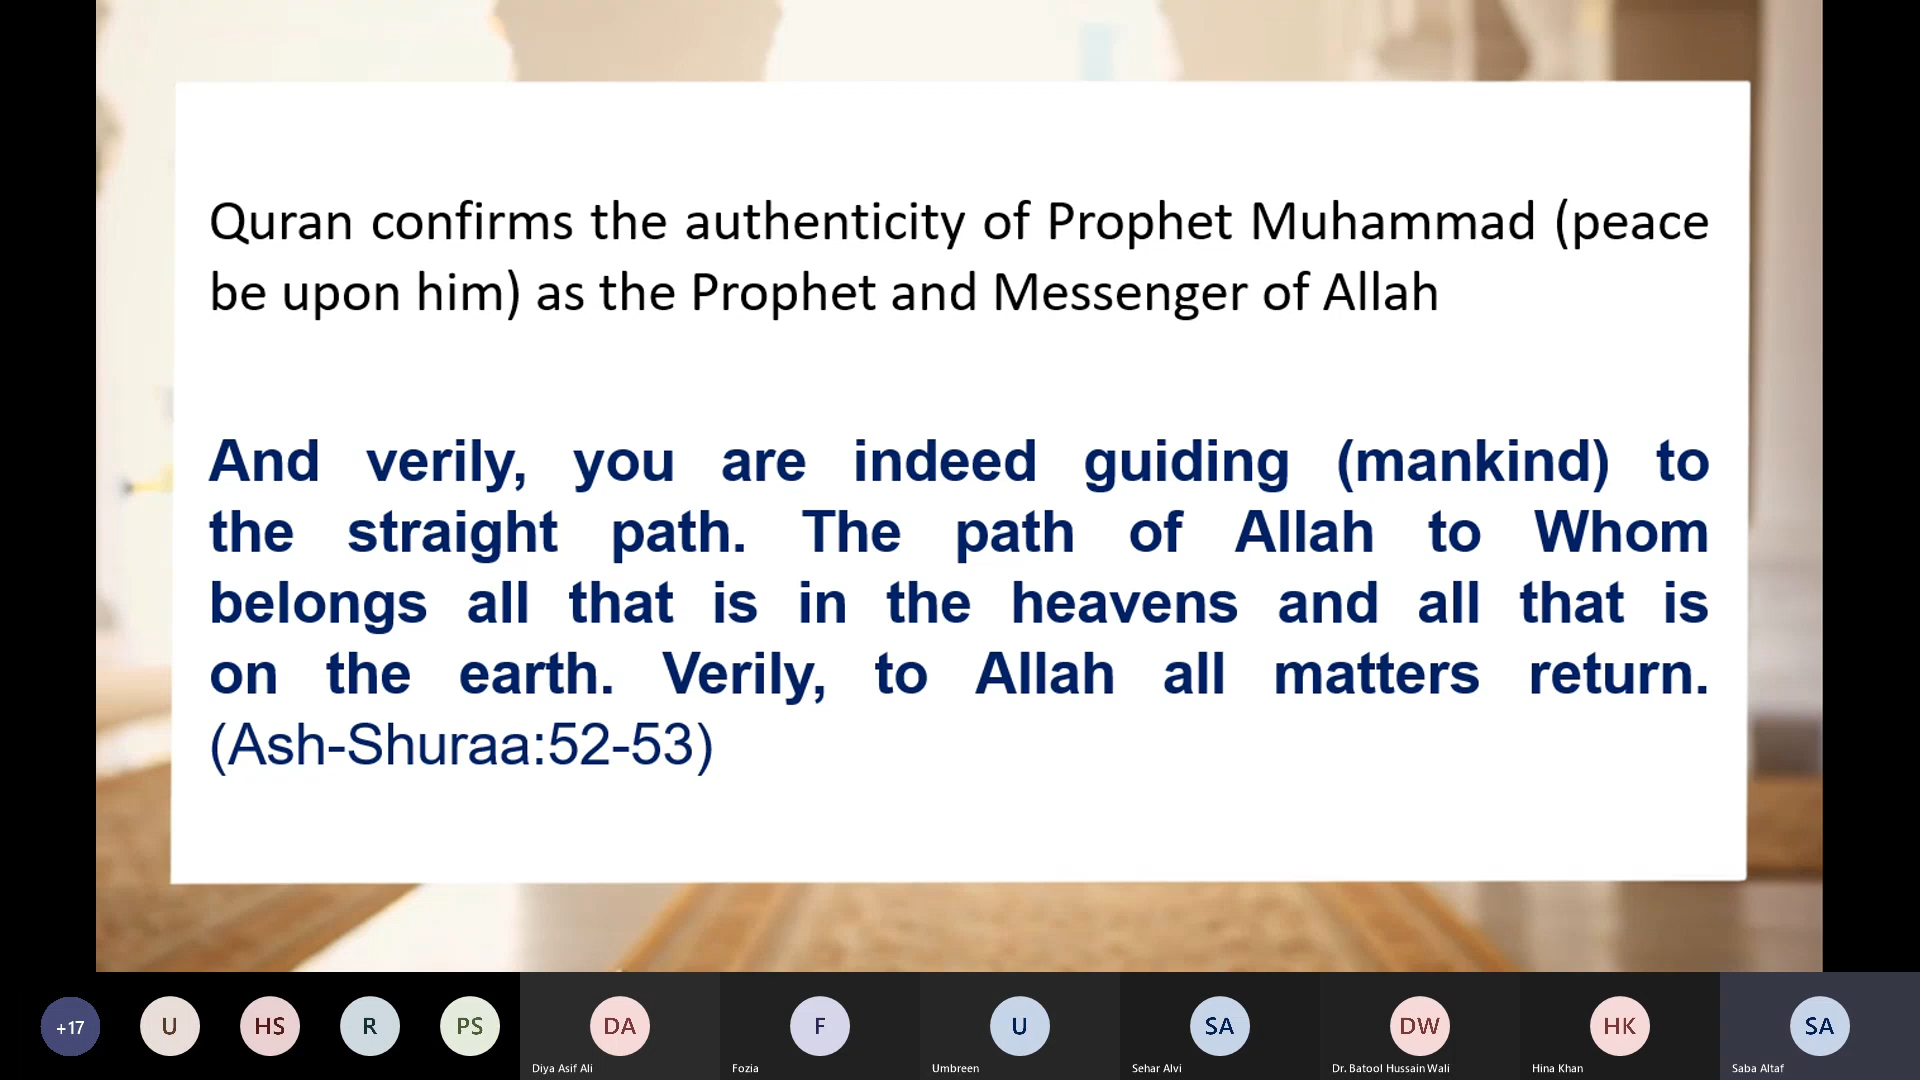 Quran confirms the authenticity of Prophet Muhammad (peace
be upon him) as the Prophet and Messenger of Allah
And verily, you are indeed guiding (mankind) to
the straight path. The path of Allah to Whom
belongs all that is in the heavens and all that is
on the earth. Verily, to Allah all matters return.
(Ash-Shuraa:52-53)
+17 U HS R PS DA F U SA DW HK SA
Diya Asif Ali Fozia Umbreen Sehar Alvi Dr. Batool Hussain Wali Hina Khan Saba Altaf